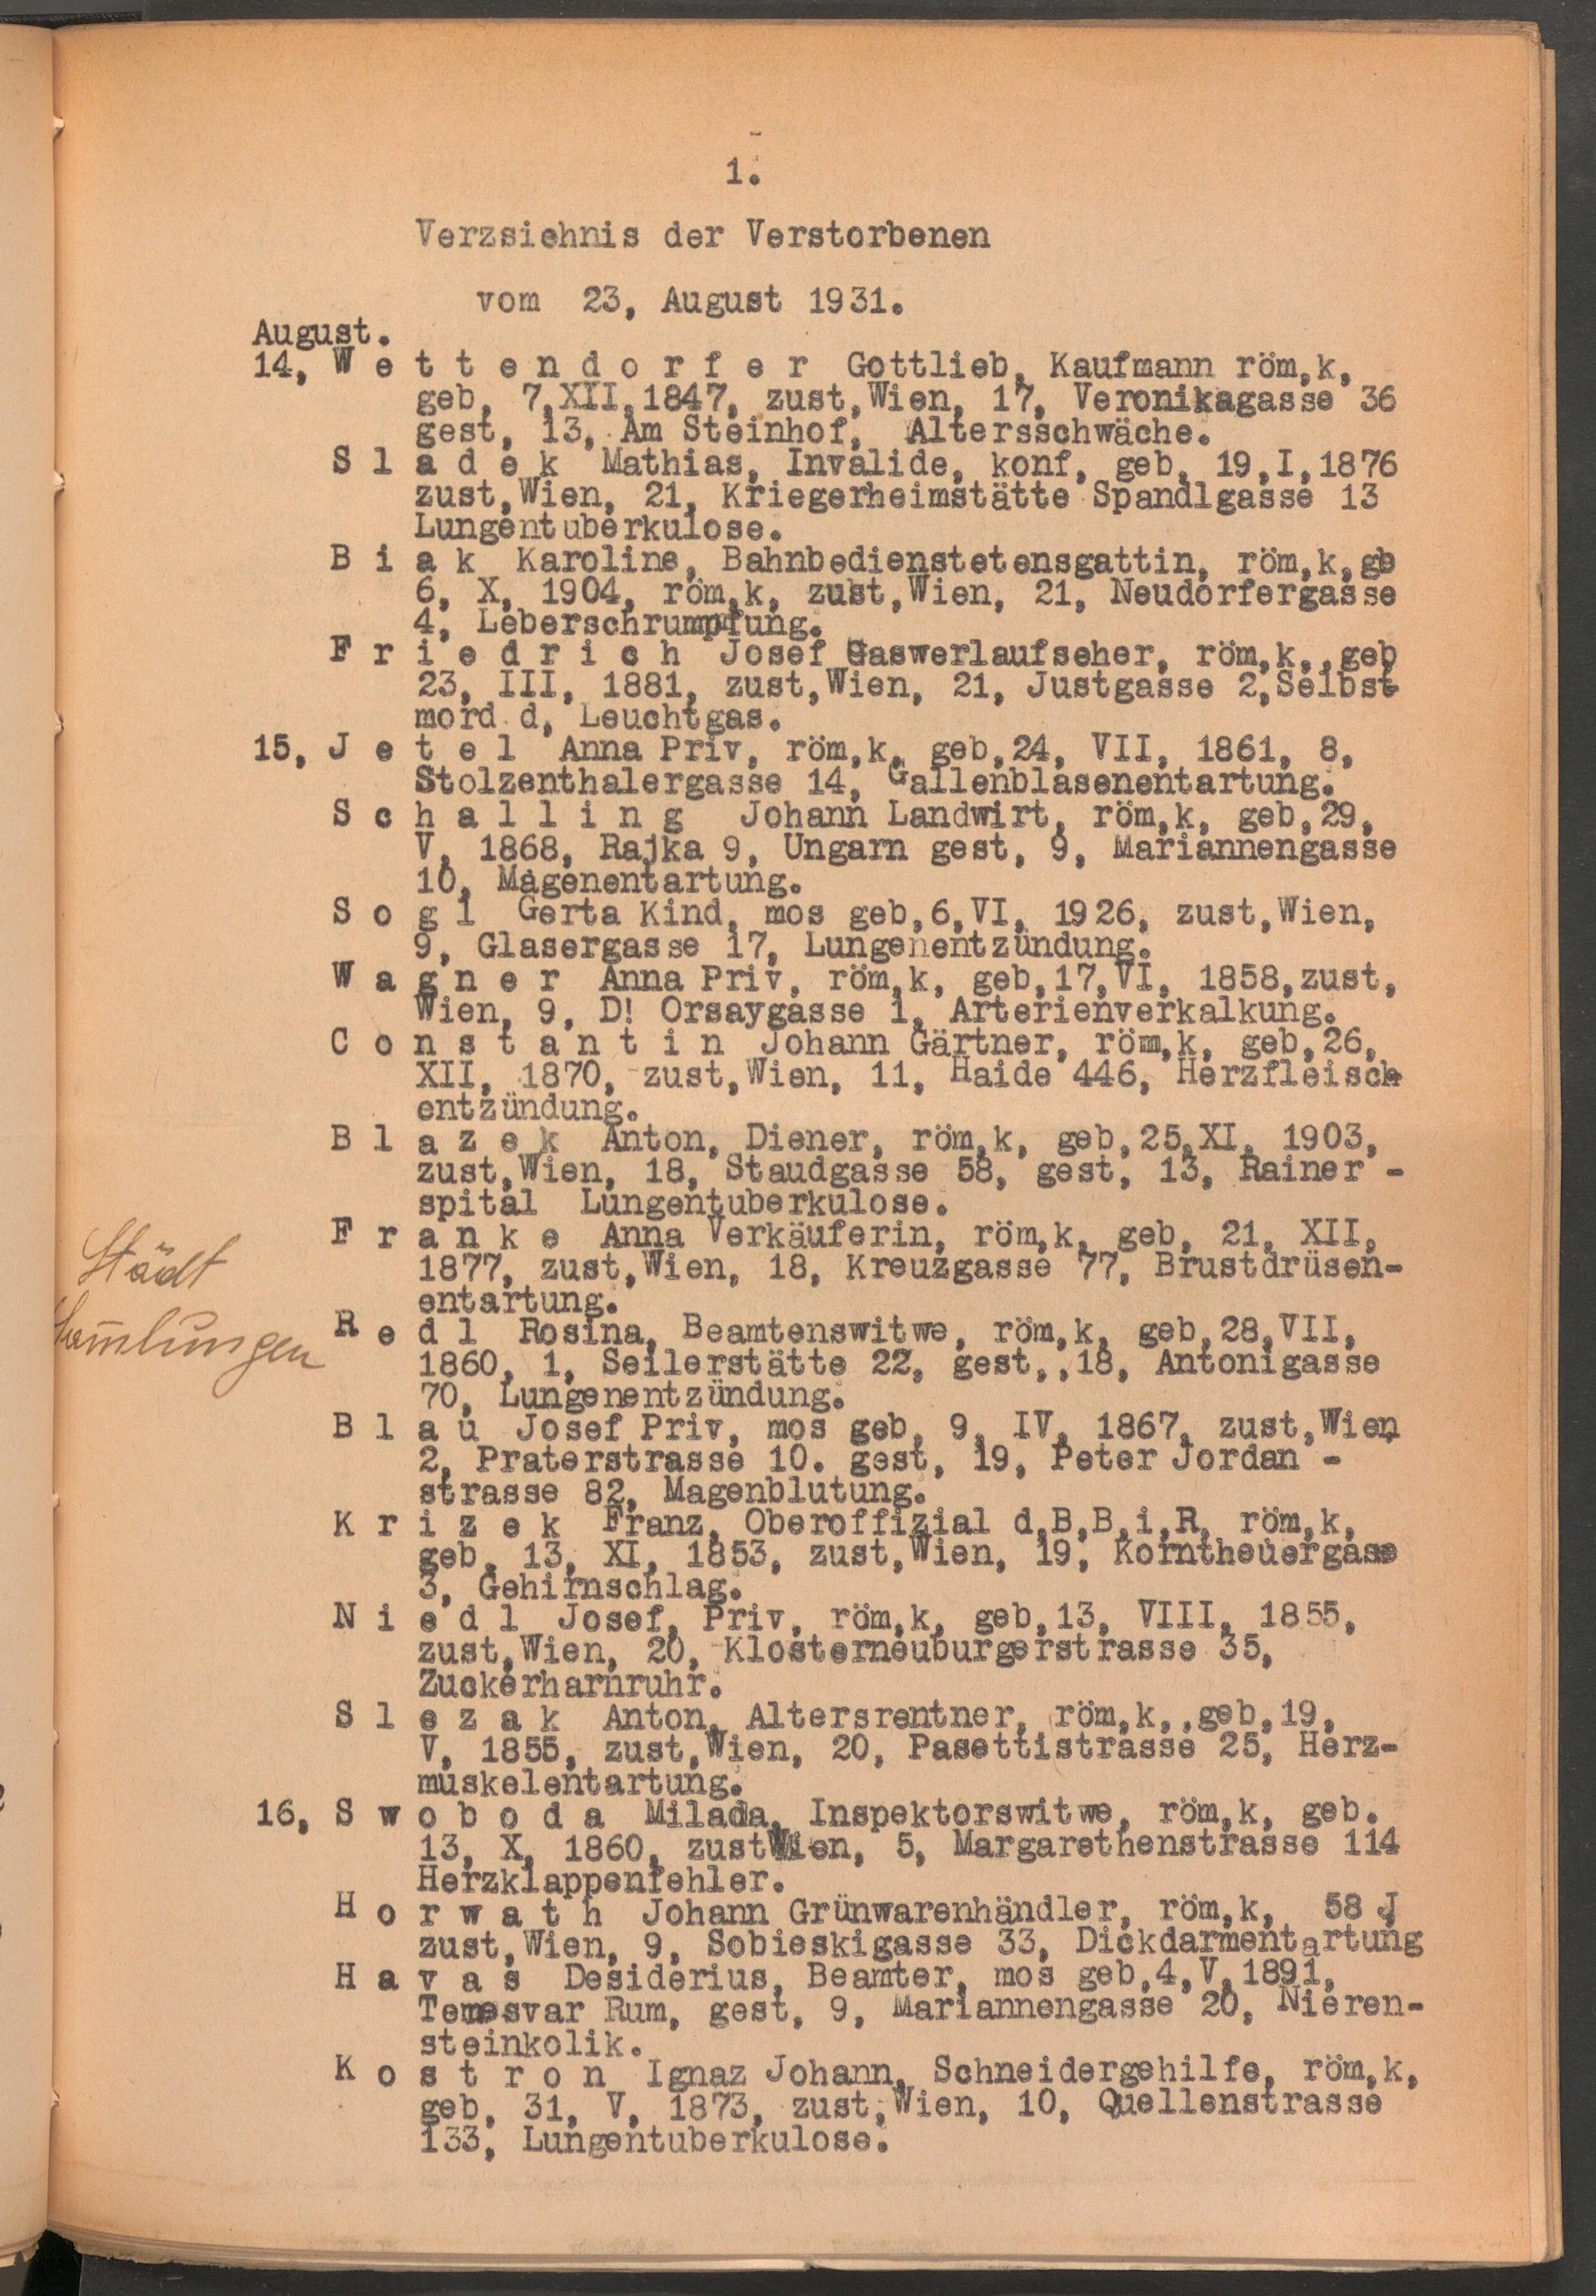 1.
Verzsiehnis der Verstorbenen
vom 23, August 1931.
August.
14, W e t t e n d o r f e r Gottlieb, Kaufmann röm,k,
geb, 7,XII,1847, zust,Wien, 17, Veronikagasse 36
gest, 13, Am Steinhof, Altersschwäche.
S l a d e k Mathias, Invalide, konf, geb, 19,I,1876
zust,Wien, 21, Kriegerheimstätte Spandlgasse 13
Lungentuberkulose.
B i a k Karoline, Bahnbedienstetensgattin, röm,k,gb
6, X, 1904, röm,k, zust,Wien, 21, Neudorfergasse
4, Leberschrumpfung.
F r i e d r i c h Josef Gaswerlaufseher, röm,k,,geb
23, III, 1881, zust,Wien, 21, Justgasse 2,Selbst-
mord d, Leuchtgas.
15, J e t e l Anna Priv, röm,k, geb,24, VII, 1861, 8,
Stolzenthalergasse 14, Gallenblasenentartung.
S c h a l l i n g Johann Landwirt, röm,k, geb,29,
V, 1868, Rajka 9, Ungarn gest, 9, Mariannengasse
10, Magenentartung.
S o g l Gerta Kind, mos geb,6,VI, 1926, zust,Wien,
9, Glasergasse 17, Lungenentzündung.
W a g n e r Anna Priv, röm,k, geb,17,VI, 1858,zust,
Wien, 9, D! Orsaygasse 1, Arterienverkalkung.
C o n s t a n t i n Johann Gärtner, röm,k, geb,26,
XII, 1870, zust,Wien, 11, Haide 446, Herzfleisch-
entzündung.
B l a z e k Anton, Diener, röm,k, geb,25,XI, 1903,
zust,Wien, 18, Staudgasse 58, gest, 13, Rainer -
spital Lungentuberkulose.
F r a n k e Anna Verkäuferin, röm,k, geb, 21, XII,
1877, zust,Wien, 18, Kreuzgasse 77, Brustdrüsen-
entartung.
Städt
Samlungen
R e d l Rosina, Beamtenswitwe, röm,k, geb,28,VII,
1860, 1, Seilerstätte 22, gest,,18, Antonigasse
70, Lungenentzündung.
B l a u Josef Priv, mos geb, 9, IV, 1867, zust,Wien,
2, Praterstrasse 10. gest, 19, Peter Jordan -
strasse 82, Magenblutung.
K r i z e k Franz, Oberoffizial d,B,B,i,R, röm,k,
geb, 13, XI, 1853, zust,Wien, 19, Korntheuergasse
3, Gehirnschlag.
N i e d l Josef, Priv, röm,k, geb,13, VIII, 1855,
zust,Wien, 20, Klosterneuburgerstrasse 35,
Zuckerharnruhr.
S l e z a k Anton, Altersrentner, röm,k,,geb,19,
V, 1855, zust,Wien, 20, Pasettistrasse 25, Herz-
muskelentartung.
16, S w o b o d a Milada, Inspektorswitwe, röm,k, geb.
13, X, 1860, zustWien, 5, Margarethenstrasse 114
Herzklappenfehler.
H o r w a t h Johann Grünwarenhändler, röm,k, 58 J,
zust,Wien, 9, Sobieskigasse 33, Dickdarmentartung
H a v a s Desiderius, Beamter, mos geb,4,V,1891,
Temesvar Rum, gest, 9, Mariannengasse 20, Nieren-
steinkolik.
K o s t r o n Ignaz Johann, Schneidergehilfe, röm,k,
geb, 31, V, 1873, zust,Wien, 10, Quellenstrasse
133, Lungentuberkulose.